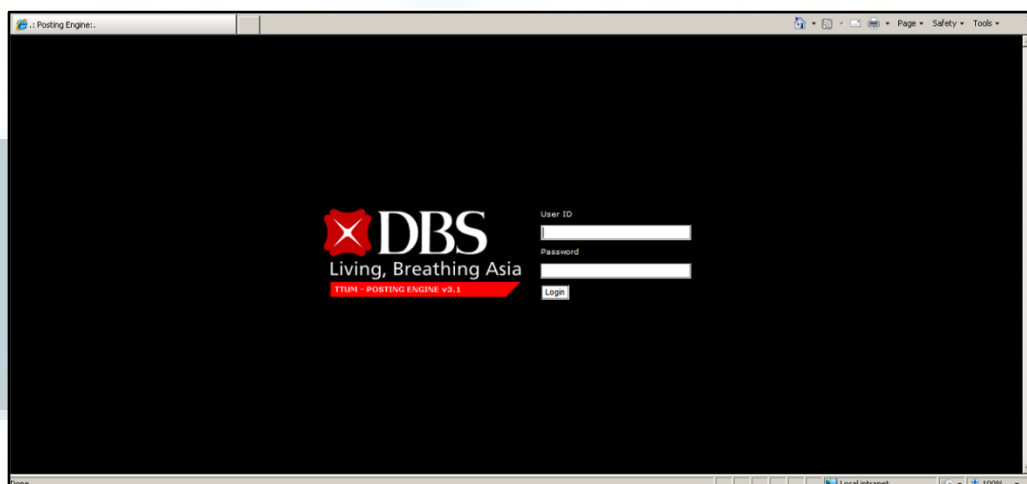 .: Posting Engine:.
Page
Safety
Tools
User ID
DBS
Password
Living, Breathing Asia
TTUM - POSTING ENGINE v3.1
Login
Done
Local intranet
100%